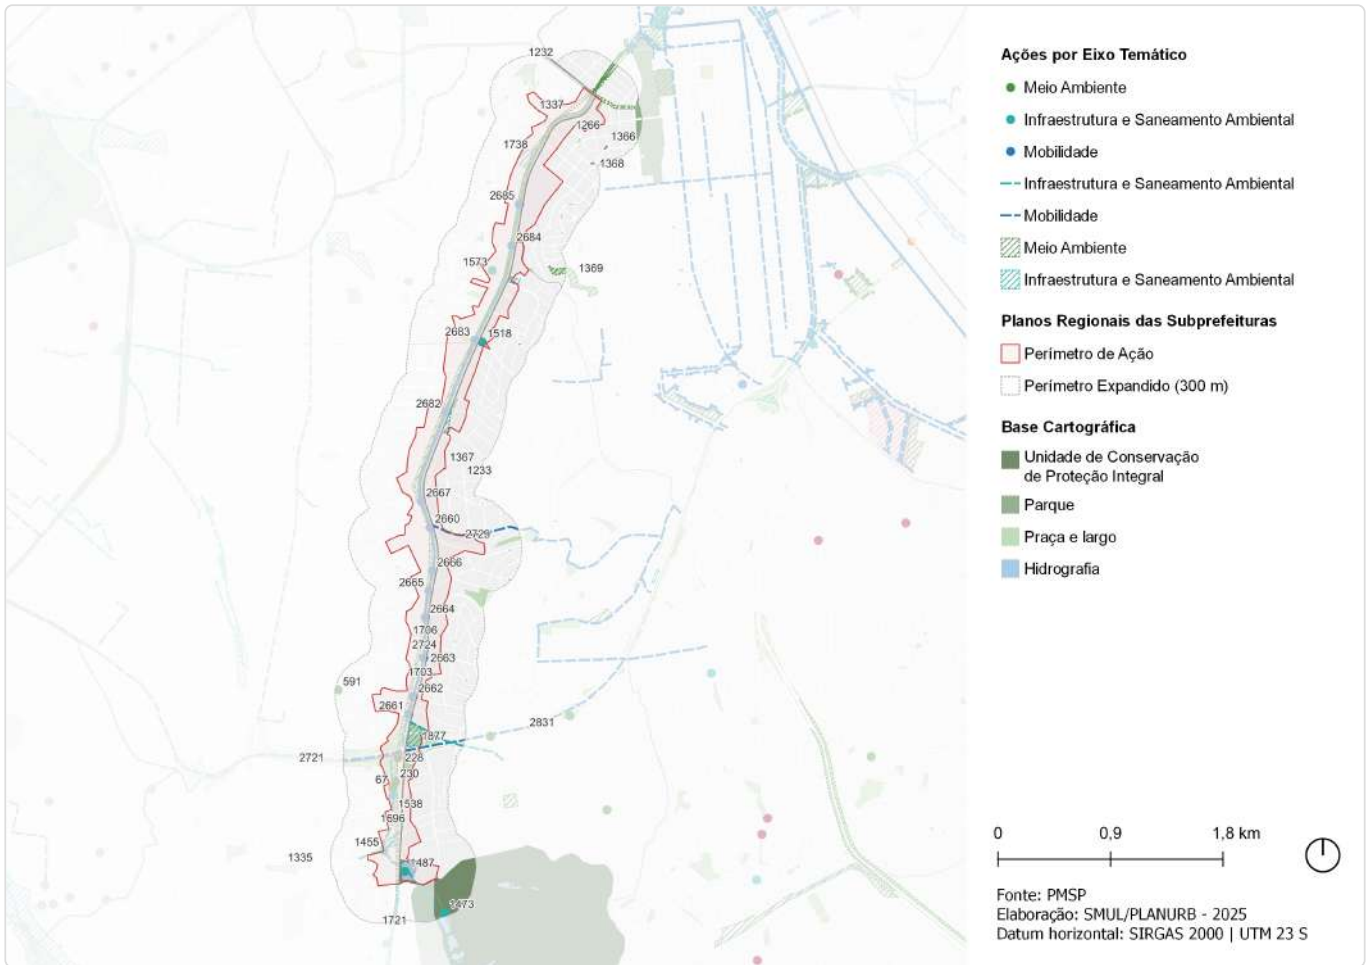 1232
1337
1266
1366
1738
1368
2685
2684
1573
1369
2683
1518
2682
1367
1233
2667
2660
2729
2666
2665
2664
1706
2724
2663
1703
591
2662
2661
1877
2831
2721
228
67
230
1538
1696
1455
1335
1487
1473
1721
Ações por Eixo Temático
Meio Ambiente
Infraestrutura e Saneamento Ambiental
Mobilidade
Infraestrutura e Saneamento Ambiental
Mobilidade
Meio Ambiente
Infraestrutura e Saneamento Ambiental
Planos Regionais das Subprefeituras
Perímetro de Ação
Perímetro Expandido (300 m)
Base Cartográfica
Unidade de Conservação
de Proteção Integral
Parque
Praça e largo
Hidrografia
0 0,9 1,8 km
Fonte: PMSP
Elaboração: SMUL/PLANURB - 2025
Datum horizontal: SIRGAS 2000 | UTM 23 S